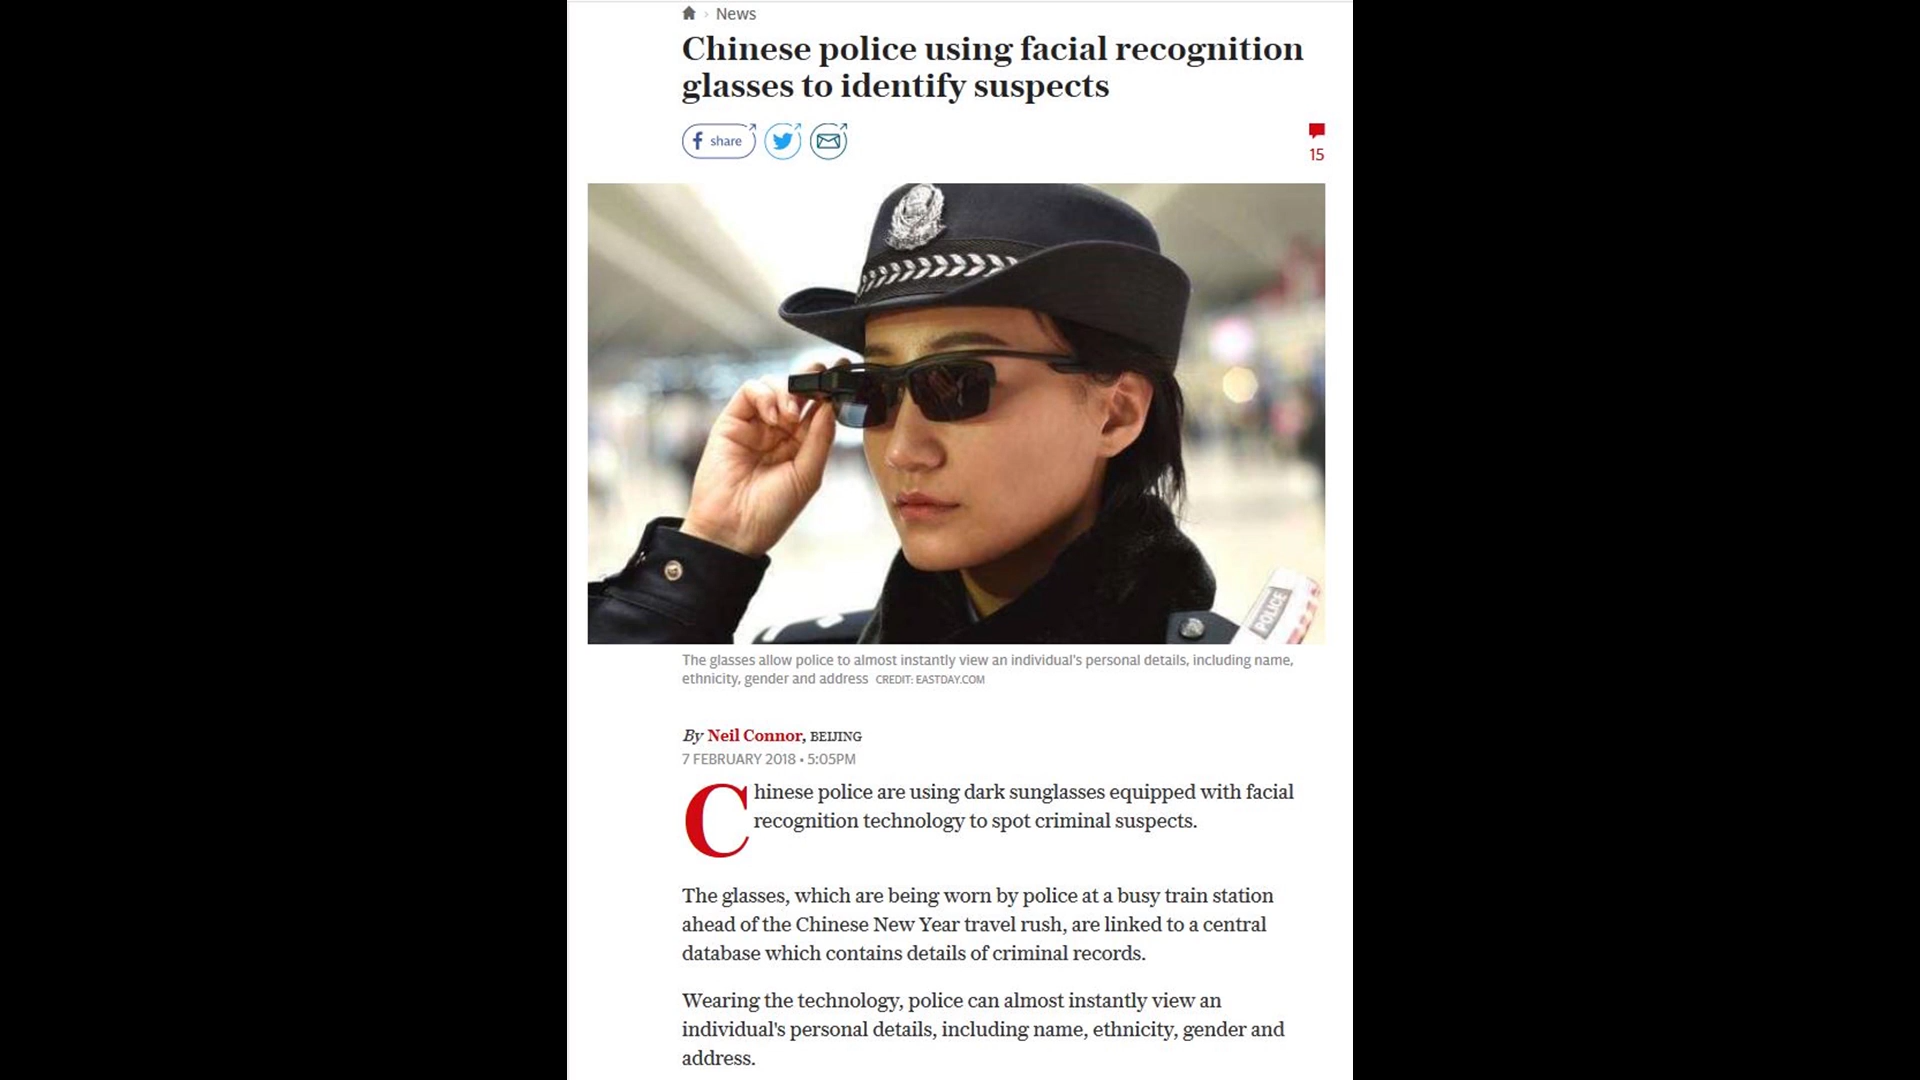 News
Chinese police using facial recognition
glasses to identify suspects
share
15
POLICE
The glasses allow police to almost instantly view an individual's personal details, including name,
ethnicity, gender and address CREDIT: EASTDAY.COM
By Neil Connor, BEIJING
7 FEBRUARY 2018 • 5:05PM
Chinese police are using dark sunglasses equipped with facial
recognition technology to spot criminal suspects.
The glasses, which are being worn by police at a busy train station
ahead of the Chinese New Year travel rush, are linked to a central
database which contains details of criminal records.
Wearing the technology, police can almost instantly view an
individual's personal details, including name, ethnicity, gender and
address.